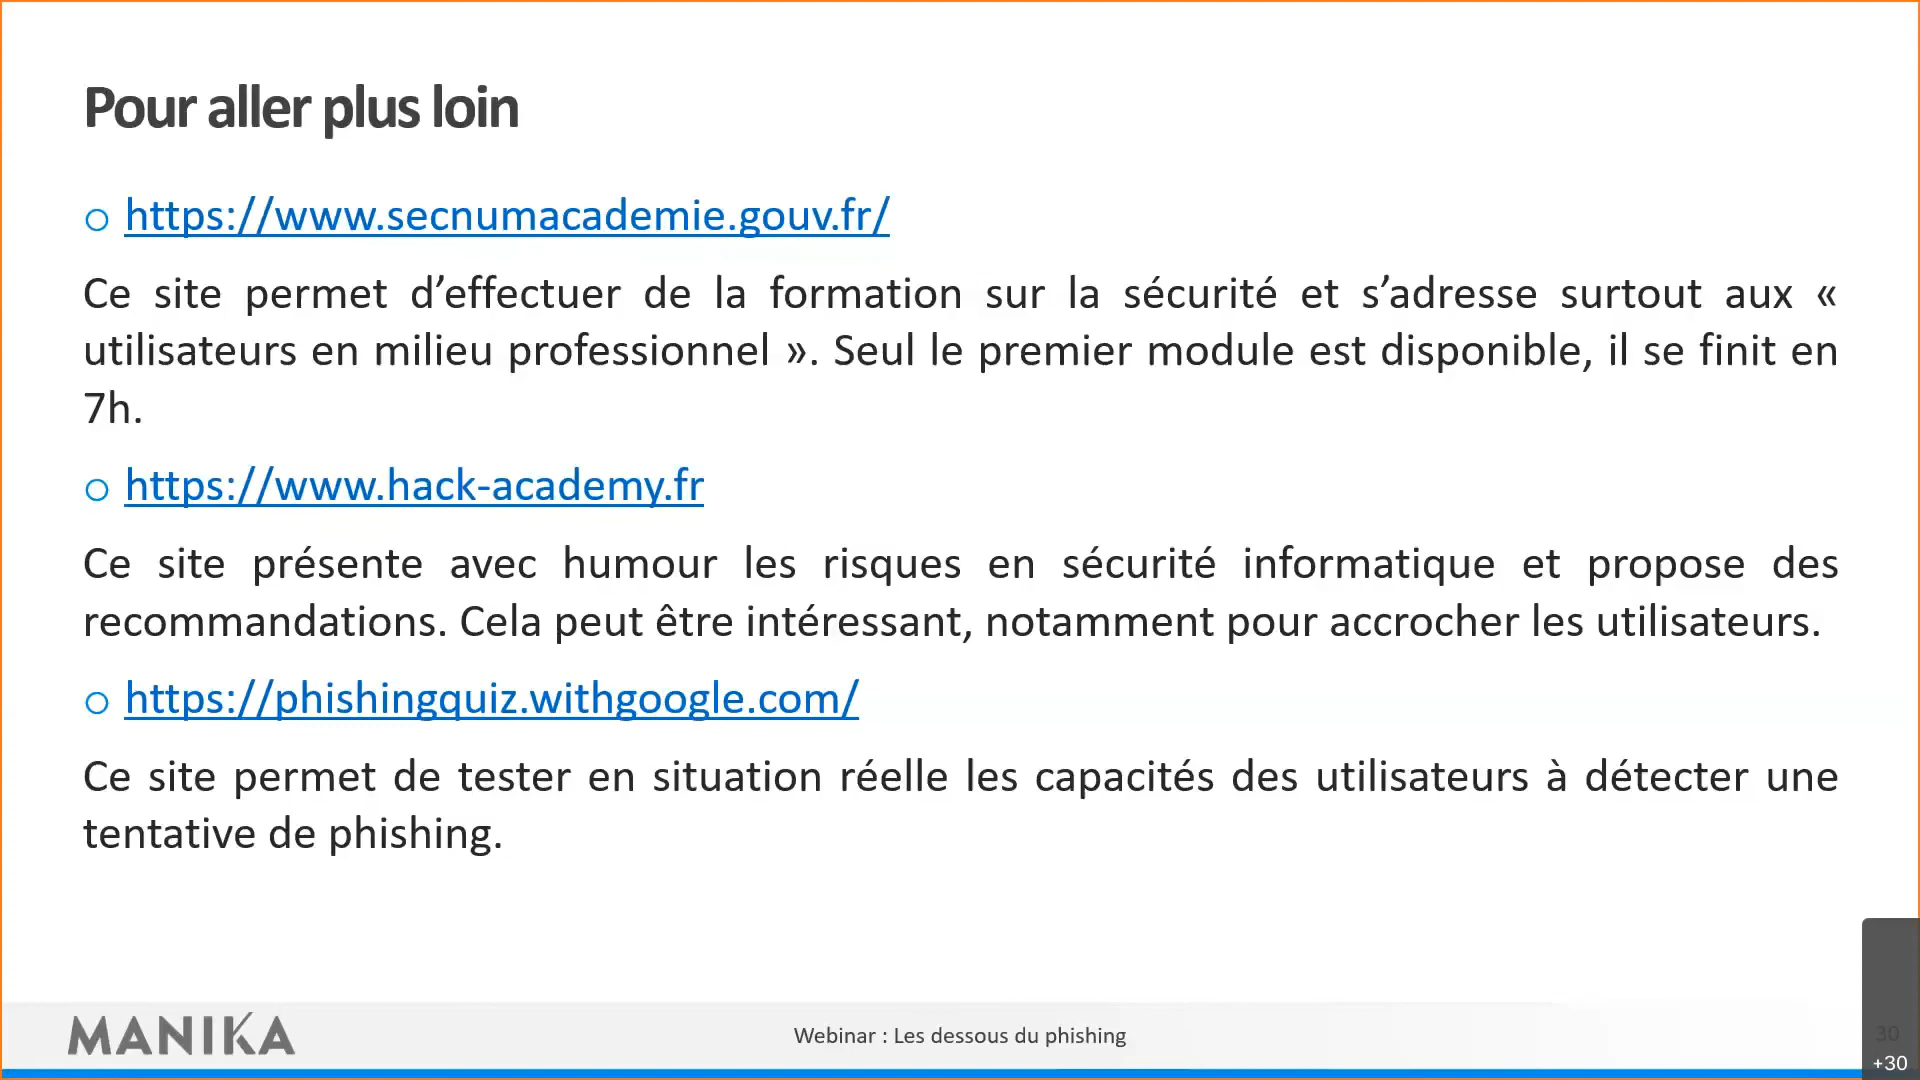 Pour aller plus loin
o https://www.secnumacademie.gouv.fr/
Ce site permet d’effectuer de la formation sur la sécurité et s’adresse surtout aux «
utilisateurs en milieu professionnel ». Seul le premier module est disponible, il se finit en
7h.
o https://www.hack-academy.fr
Ce site présente avec humour les risques en sécurité informatique et propose des
recommandations. Cela peut être intéressant, notamment pour accrocher les utilisateurs.
o https://phishingquiz.withgoogle.com/
Ce site permet de tester en situation réelle les capacités des utilisateurs à détecter une
tentative de phishing.
MANIKA
Webinar : Les dessous du phishing
30
+30